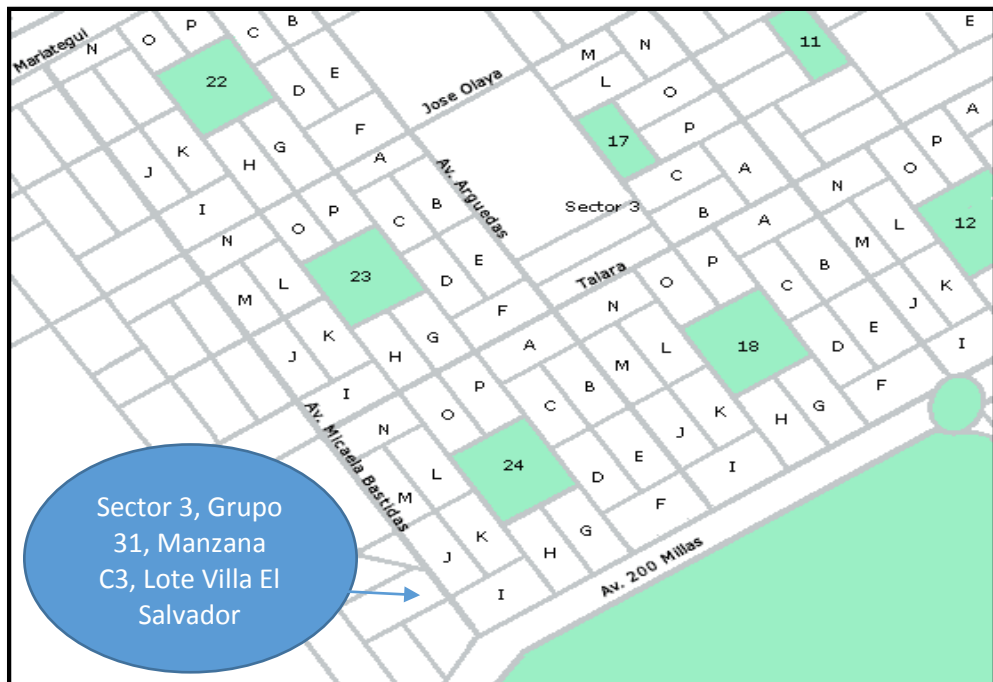 Mariategui
N
O
P
C
B
22
D
E
F
G
H
K
J
I
Jose Olaya
M
N
L
O
P
17
C
A
B
11
E
Sector 3
Av. Arguedas
A
B
C
P
O
N
M
L
23
D
E
F
G
H
K
J
I
Talara
A
N
O
P
A
B
C
M
L
18
D
E
F
G
H
K
J
I
N
O
P
A
12
L
M
K
J
I
Av. Micaela Bastidas
N
O
P
A
B
C
L
M
24
D
E
F
G
H
K
J
I
Av. 200 Millas
Sector 3, Grupo
31, Manzana
C3, Lote Villa El
Salvador